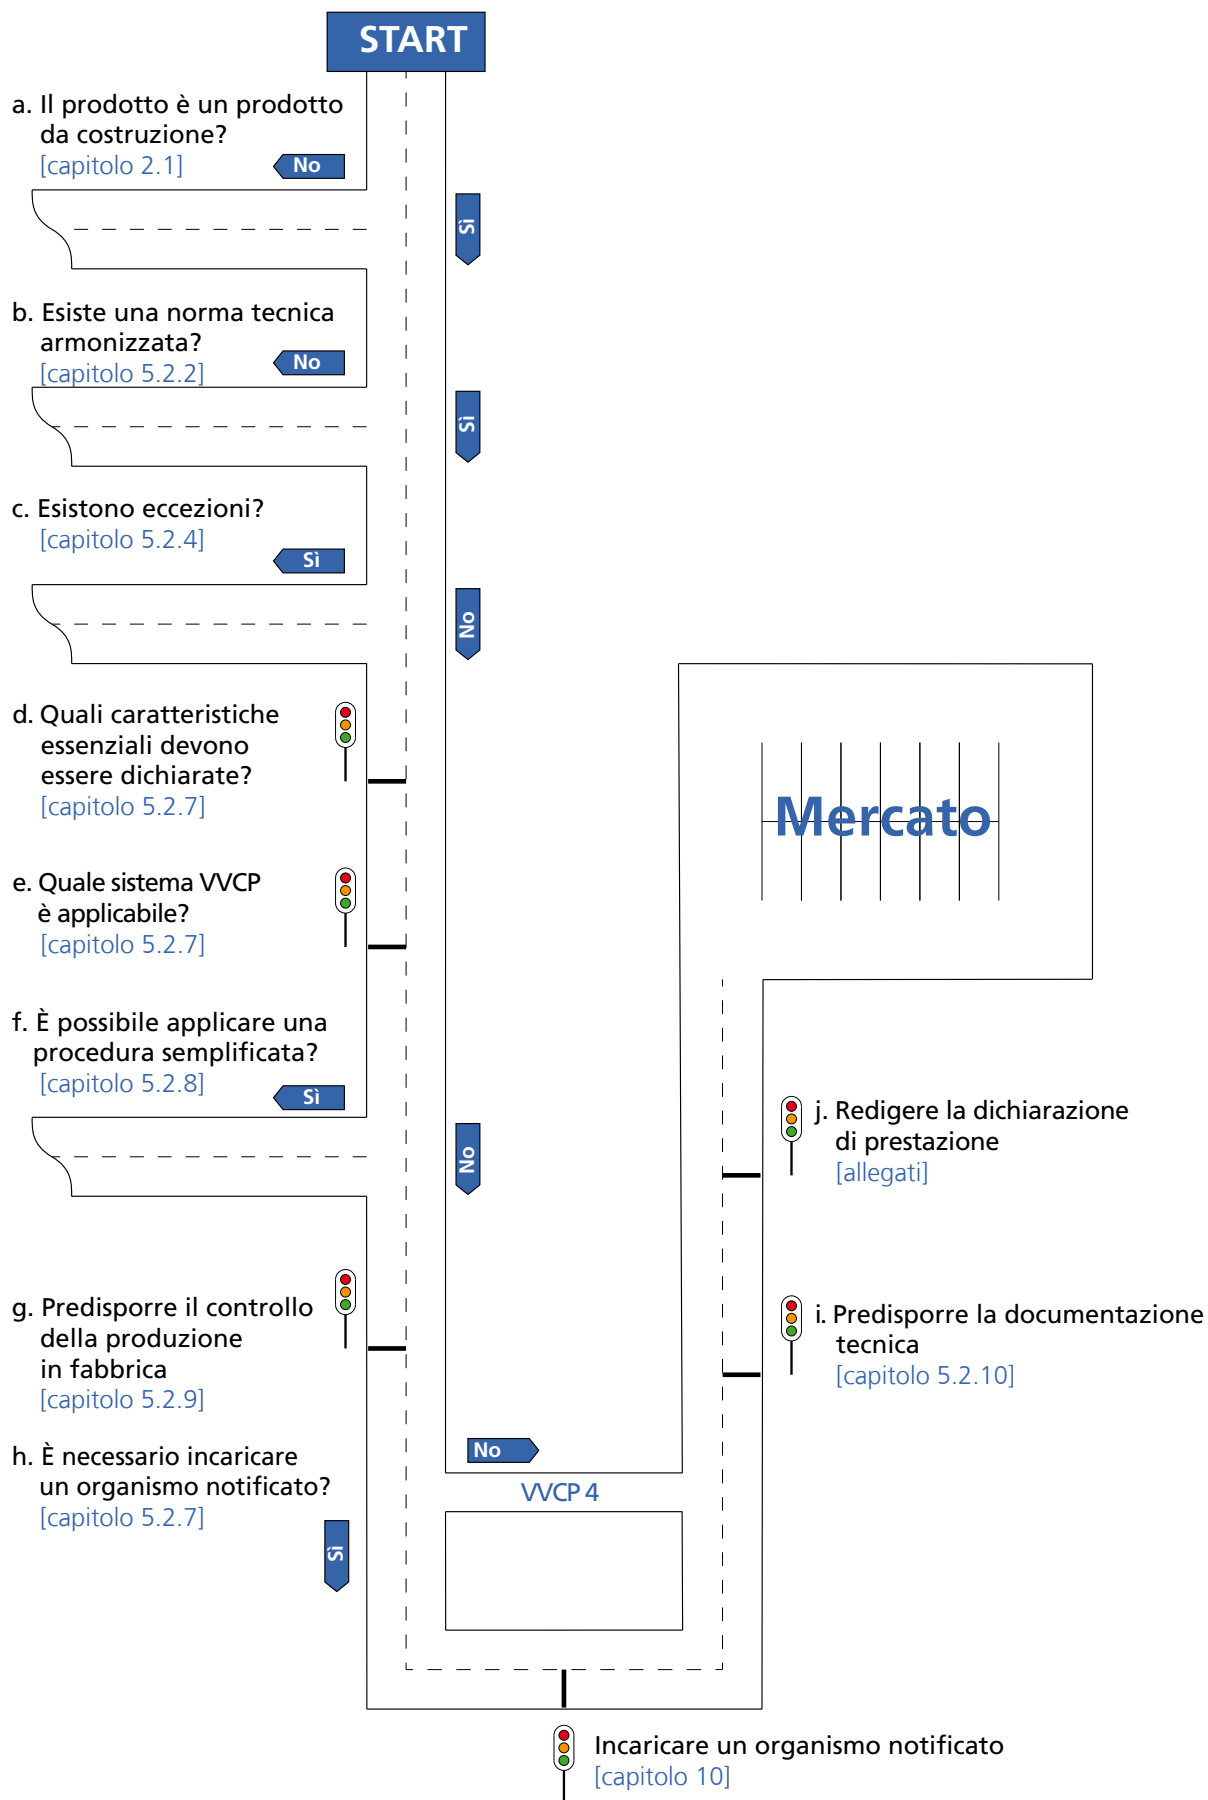 START
a. Il prodotto è un prodotto
da costruzione?
[capitolo 2.1]
No
Sì
b. Esiste una norma tecnica
armonizzata?
[capitolo 5.2.2]
No
Sì
c. Esistono eccezioni?
[capitolo 5.2.4]
Sì
No
d. Quali caratteristiche
essenziali devono
essere dichiarate?
[capitolo 5.2.7]
e. Quale sistema VVCP
è applicabile?
[capitolo 5.2.7]
f. È possibile applicare una
procedura semplificata?
[capitolo 5.2.8]
Sì
No
g. Predisporre il controllo
della produzione
in fabbrica
[capitolo 5.2.9]
h. È necessario incaricare
un organismo notificato?
[capitolo 5.2.7]
Sì
No
VVCP 4
Incaricare un organismo notificato
[capitolo 10]
i. Predisporre la documentazione
tecnica
[capitolo 5.2.10]
j. Redigere la dichiarazione
di prestazione
[allegati]
Mercato